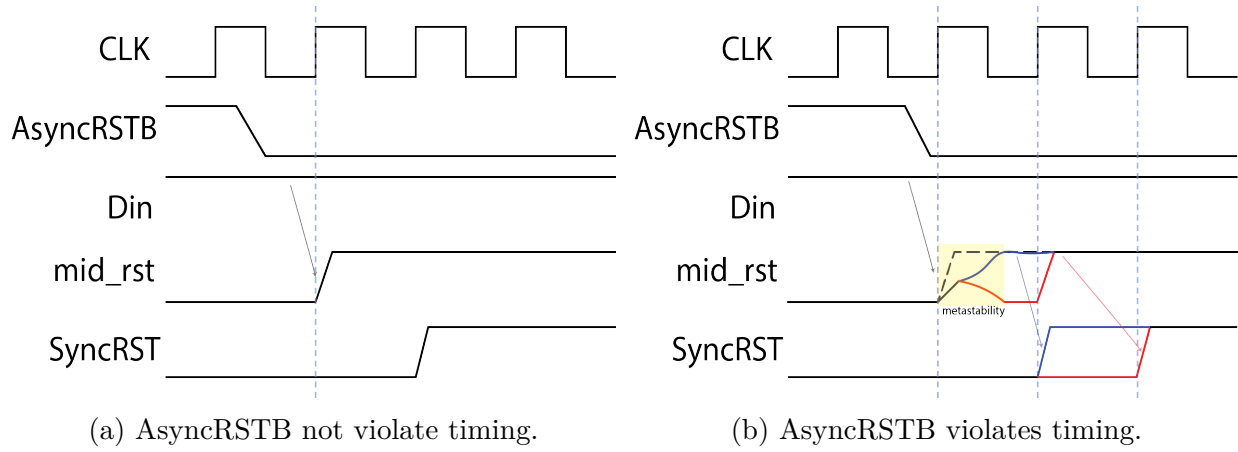 CLK
AsyncRSTB
Din
mid_rst
SyncRST
(a) AsyncRSTB not violate timing.
CLK
AsyncRSTB
Din
mid_rst
metastability
SyncRST
(b) AsyncRSTB violates timing.